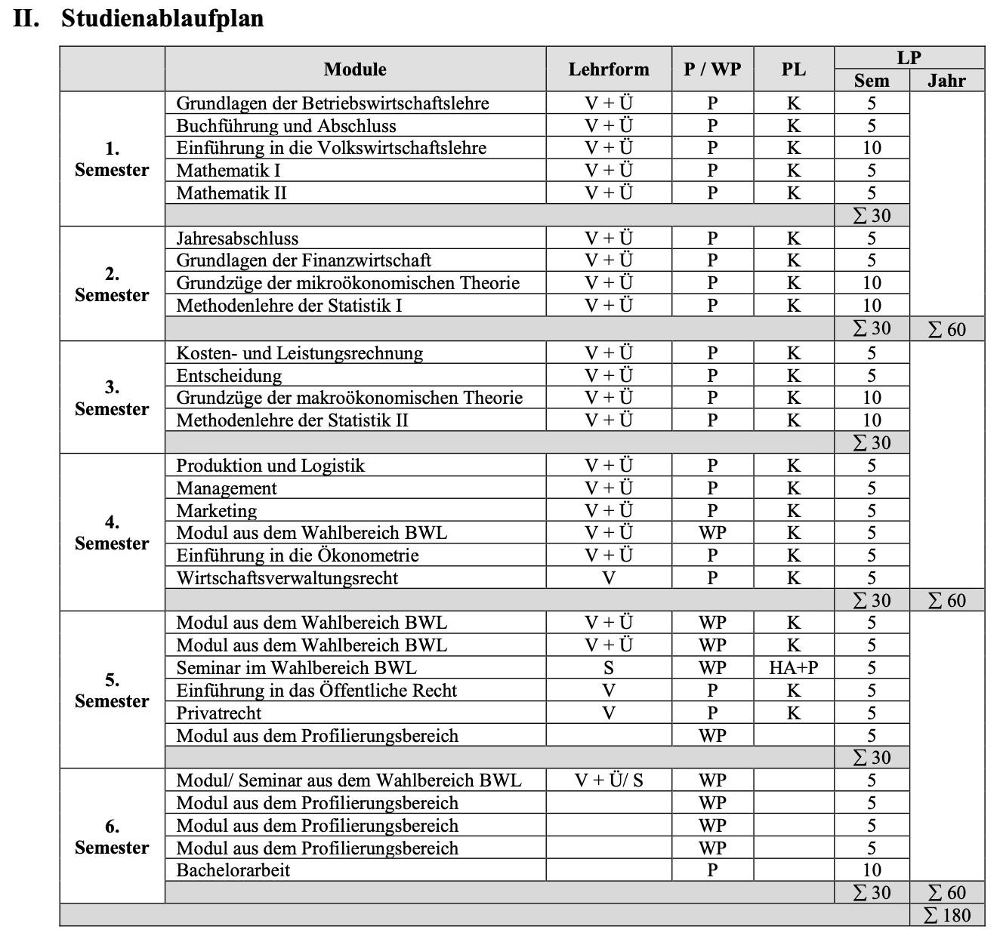 II. Studienablaufplan
Module Lehrform P / WP PL LP
Sem Jahr
1. Semester
Grundlagen der Betriebswirtschaftslehre V + Ü P K 5
Buchführung und Abschluss V + Ü P K 5
Einführung in die Volkswirtschaftslehre V + Ü P K 10
Mathematik I V + Ü P K 5
Mathematik II V + Ü P K 5
∑ 30
2. Semester
Jahresabschluss V + Ü P K 5
Grundlagen der Finanzwirtschaft V + Ü P K 5
Grundzüge der mikroökonomischen Theorie V + Ü P K 10
Methodenlehre der Statistik I V + Ü P K 10
∑ 30 ∑ 60
3. Semester
Kosten- und Leistungsrechnung V + Ü P K 5
Entscheidung V + Ü P K 5
Grundzüge der makroökonomischen Theorie V + Ü P K 10
Methodenlehre der Statistik II V + Ü P K 10
∑ 30
4. Semester
Produktion und Logistik V + Ü P K 5
Management V + Ü P K 5
Marketing V + Ü P K 5
Modul aus dem Wahlbereich BWL V + Ü WP K 5
Einführung in die Ökonometrie V + Ü P K 5
Wirtschaftsverwaltungsrecht V P K 5
∑ 30 ∑ 60
5. Semester
Modul aus dem Wahlbereich BWL V + Ü WP K 5
Modul aus dem Wahlbereich BWL V + Ü WP K 5
Seminar im Wahlbereich BWL S WP HA+P 5
Einführung in das Öffentliche Recht V P K 5
Privatrecht V P K 5
Modul aus dem Profilierungsbereich WP 5
∑ 30
6. Semester
Modul/ Seminar aus dem Wahlbereich BWL V + Ü/ S WP 5
Modul aus dem Profilierungsbereich WP 5
Modul aus dem Profilierungsbereich WP 5
Modul aus dem Profilierungsbereich WP 5
Bachelorarbeit P 10
∑ 30 ∑ 60
∑ 180